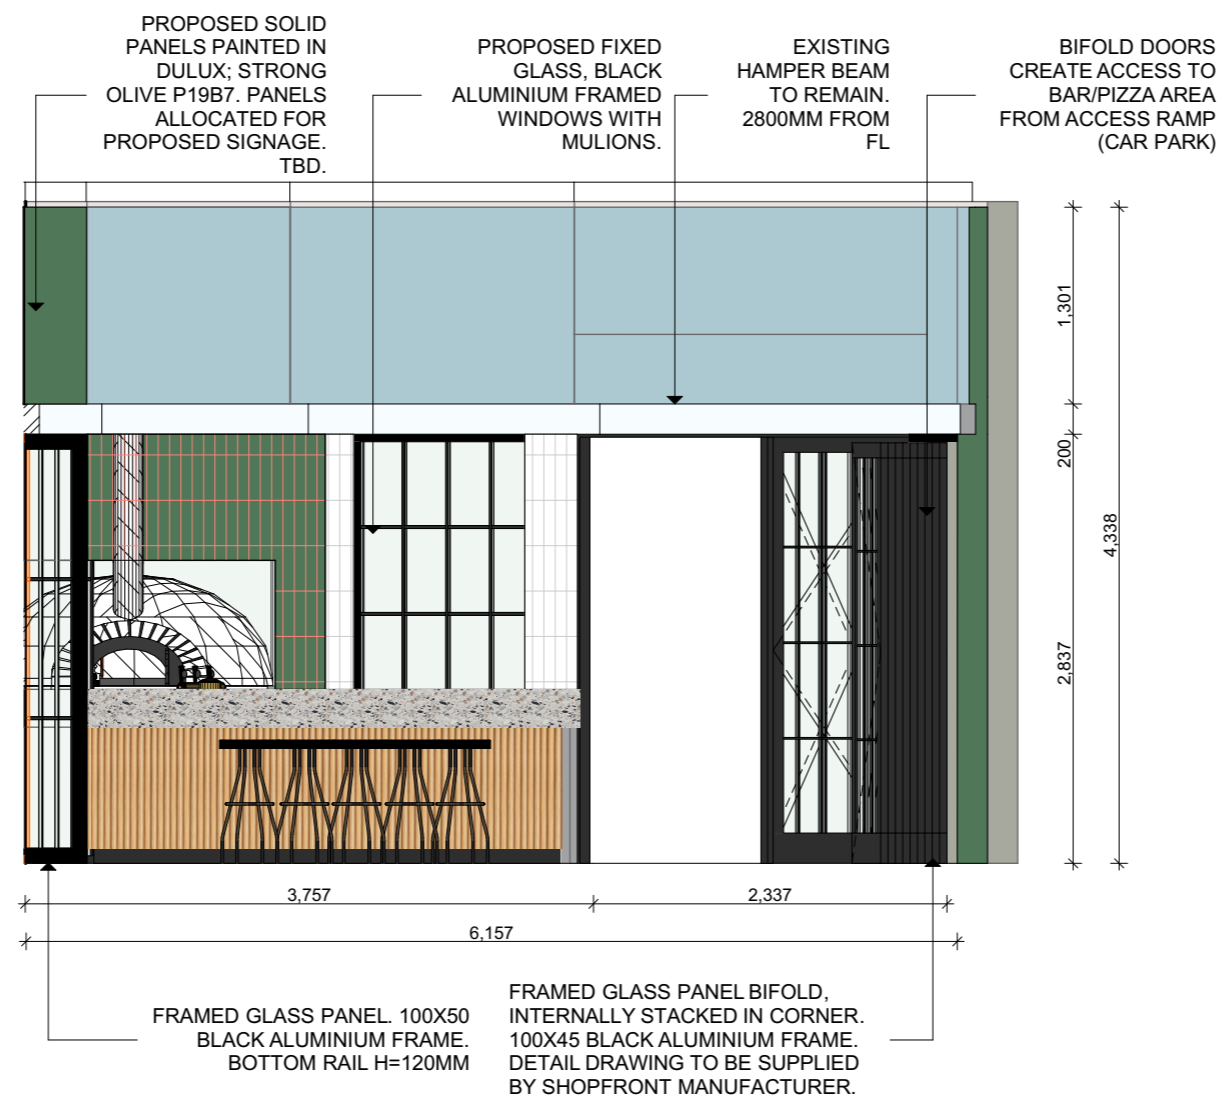 PROPOSED SOLID
PANELS PAINTED IN
DULUX; STRONG
OLIVE P19B7. PANELS
ALLOCATED FOR
PROPOSED SIGNAGE.
TBD.
PROPOSED FIXED
GLASS, BLACK
ALUMINIUM FRAMED
WINDOWS WITH
MULIONS.
EXISTING
HAMPER BEAM
TO REMAIN.
2800MM FROM
FL
BIFOLD DOORS
CREATE ACCESS TO
BAR/PIZZA AREA
FROM ACCESS RAMP
(CAR PARK)
1,301
200
2,837
4,338
3,757
2,337
6,157
FRAMED GLASS PANEL. 100X50
BLACK ALUMINIUM FRAME.
BOTTOM RAIL H=120MM
FRAMED GLASS PANEL BIFOLD,
INTERNALLY STACKED IN CORNER.
100X45 BLACK ALUMINIUM FRAME.
DETAIL DRAWING TO BE SUPPLIED
BY SHOPFRONT MANUFACTURER.